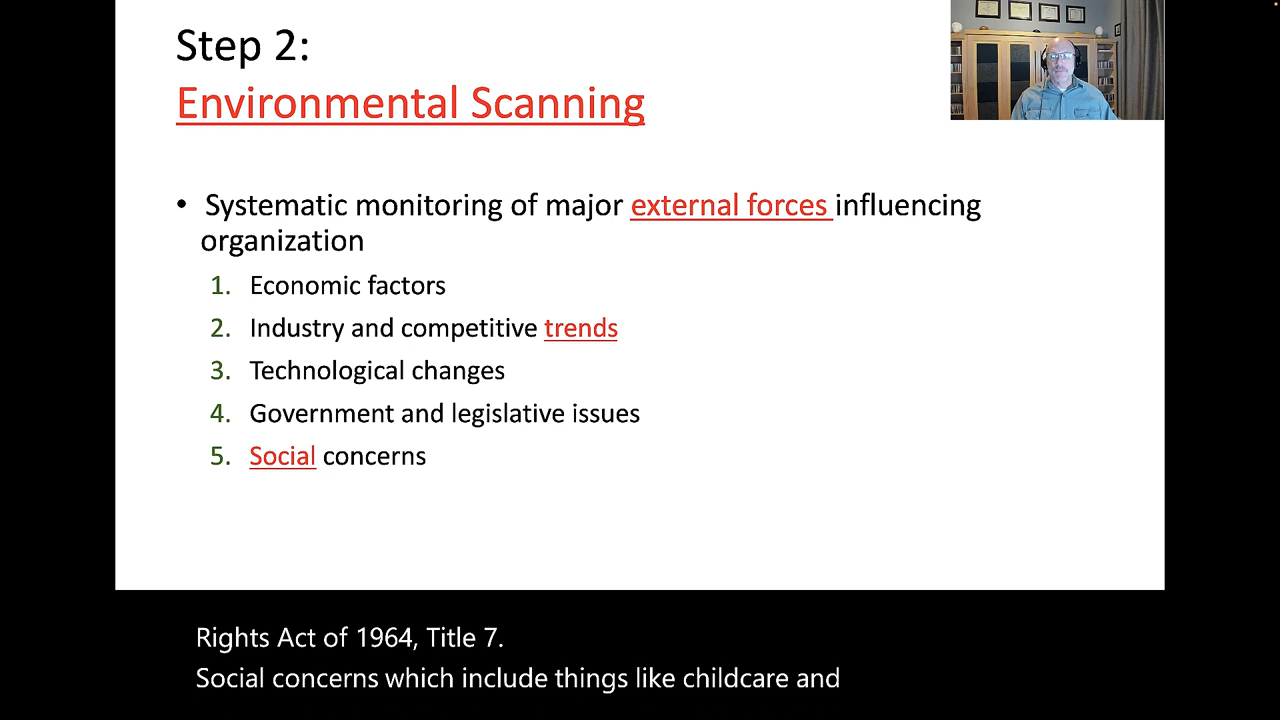 Step 2:
Environmental Scanning
• Systematic monitoring of major external forces influencing
organization
1. Economic factors
2. Industry and competitive trends
3. Technological changes
4. Government and legislative issues
5. Social concerns
Rights Act of 1964, Title 7.
Social concerns which include things like childcare and